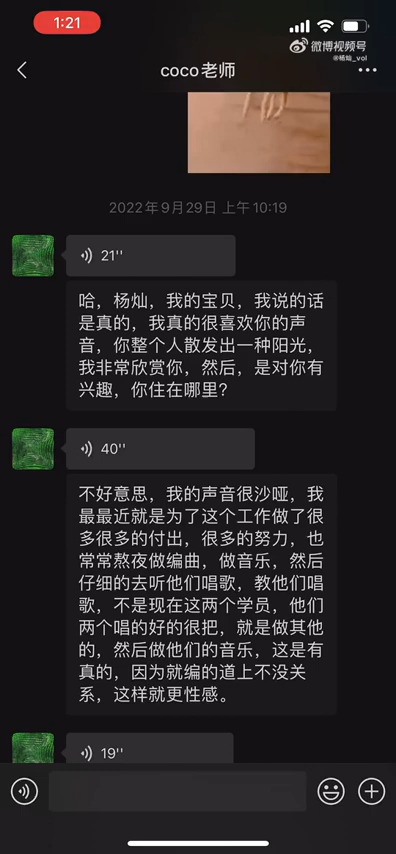 1:21
微博视频号
@杨灿_vol
coco老师
2022年9月29日 上午10:19
21''
哈，杨灿，我的宝贝，我说的话
是真的，我真的很喜欢你的声
音，你整个人散发出一种阳光，
我非常欣赏你，然后，是对你有
兴趣，你住在哪里？
40''
不好意思，我的声音很沙哑，我
最最近就是为了这个工作做了很
多很多的付出，很多的努力，也
常常熬夜做编曲，做音乐，然后
仔细的去听他们唱歌，教他们唱
歌，不是现在这两个学员，他们
两个唱的好的很把，就是做其他
的，然后做他们的音乐，这是有
真的，因为就编的道上不没关
系，这样就更性感。
19''